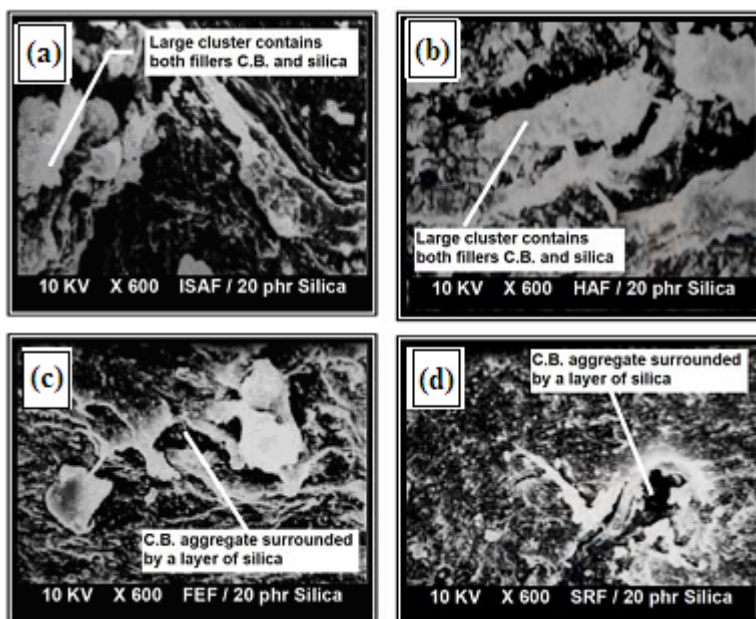 (a)
Large cluster contains
both fillers C.B. and silica
10 KV X 600 ISAF / 20 phr Silica
(b)
Large cluster contains
both fillers C.B. and silica
10 KV X 600 HAF / 20 phr Silica
(c)
C.B. aggregate surrounded
by a layer of silica
10 KV X 600 FEF / 20 phr Silica
(d)
C.B. aggregate surrounded
by a layer of silica
10 KV X 600 SRF / 20 phr Silica